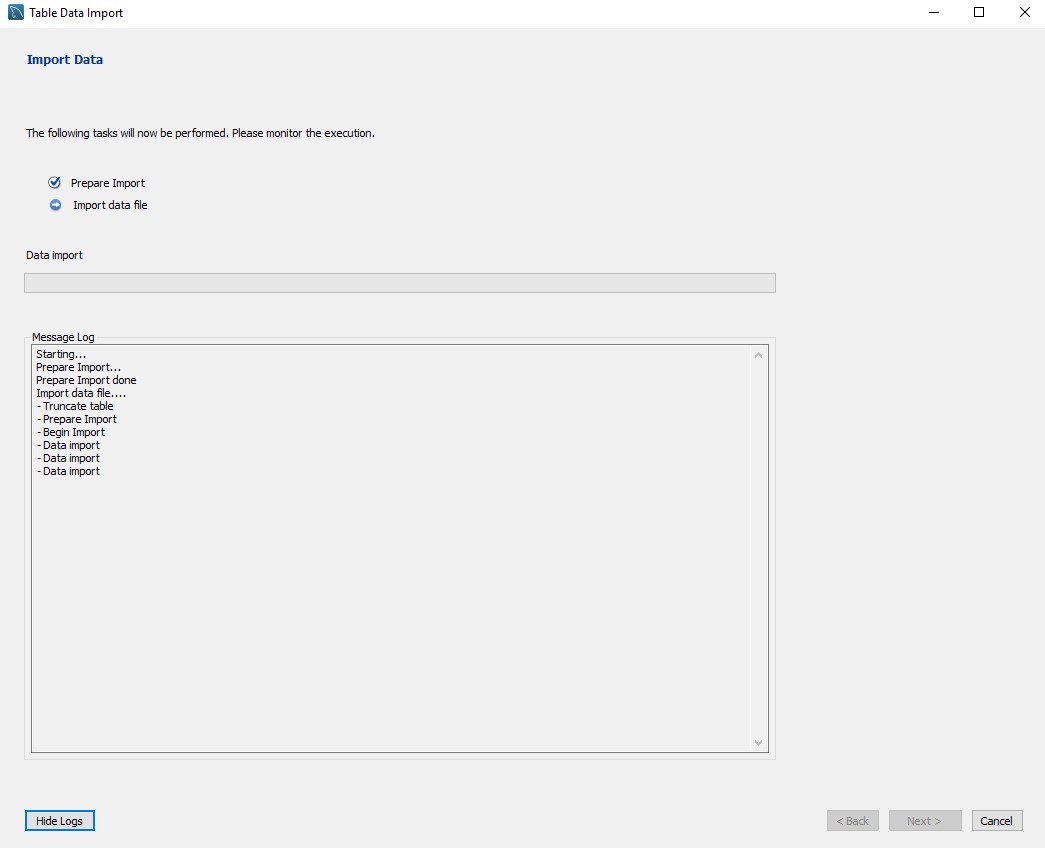 Table Data Import
Import Data
The following tasks will now be performed. Please monitor the execution.
Prepare Import
Import data file
Data import
Message Log
Starting...
Prepare Import...
Prepare Import done
Import data file....
- Truncate table
- Prepare Import
- Begin Import
- Data import
- Data import
- Data import
Hide Logs
< Back
Next >
Cancel